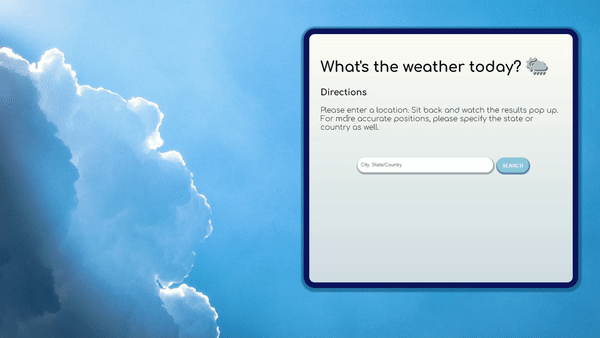 What's the weather today?
Directions
Please enter a location. Sit back and watch the results pop up.
For more accurate positions, please specify the state or
country as well.
City, State/Country
SEARCH